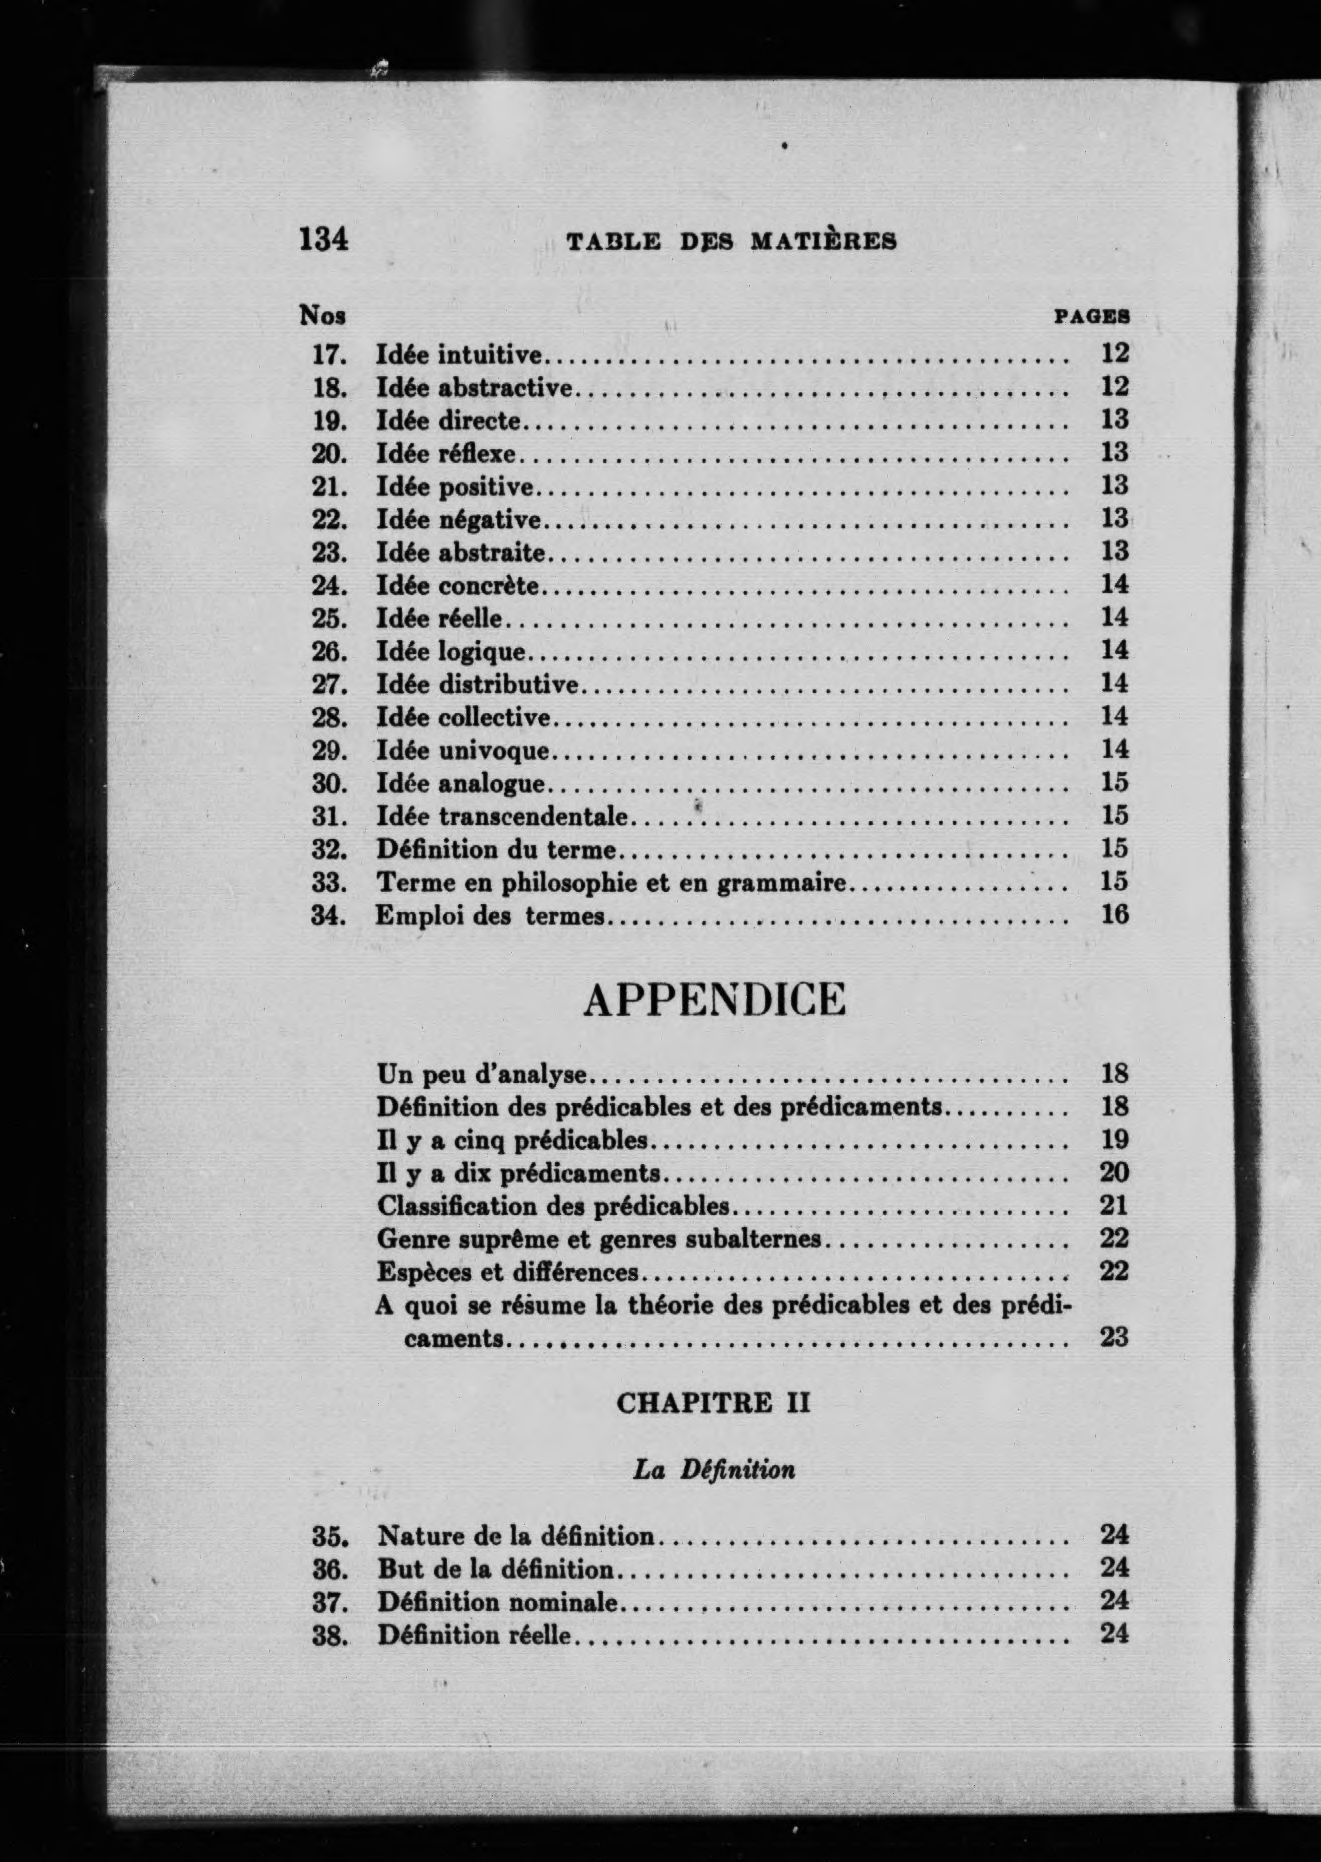 134 TABLE DES MATIÈRES
Nos PAGES
17. Idée intuitive........................................ 12
18. Idée abstractive..................................... 12
19. Idée directe......................................... 13
20. Idée réflexe......................................... 13
21. Idée positive........................................ 13
22. Idée négative........................................ 13
23. Idée abstraite....................................... 13
24. Idée concrète........................................ 14
25. Idée réelle.......................................... 14
26. Idée logique......................................... 14
27. Idée distributive.................................... 14
28. Idée collective...................................... 14
29. Idée univoque........................................ 14
30. Idée analogue........................................ 15
31. Idée transcendentale................................. 15
32. Définition du terme.................................. 15
33. Terme en philosophie et en grammaire................. 15
34. Emploi des termes.................................... 16
APPENDICE
Un peu d'analyse.................................... 18
Définition des prédicables et des prédicaments.......... 18
Il y a cinq prédicables................................ 19
Il y a dix prédicaments............................... 20
Classification des prédicables.......................... 21
Genre suprême et genres subalternes................... 22
Espèces et différences................................ 22
A quoi se résume la théorie des prédicables et des prédi-
caments.......................................... 23
CHAPITRE II
La Définition
35. Nature de la définition............................... 24
36. But de la définition.................................. 24
37. Définition nominale.................................. 24
38. Définition réelle..................................... 24